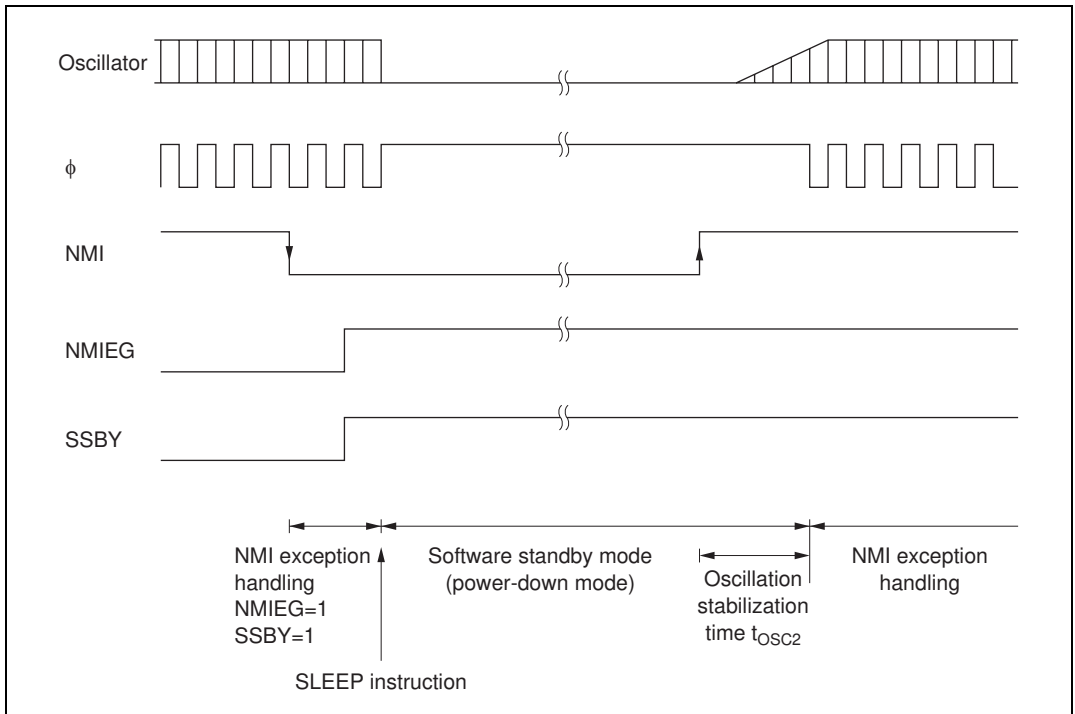 Oscillator
ϕ
NMI
NMIEG
SSBY
NMI exception
handling
NMIEG=1
SSBY=1
Software standby mode
(power-down mode)
Oscillation
stabilization
time tOSC2
NMI exception
handling
SLEEP instruction